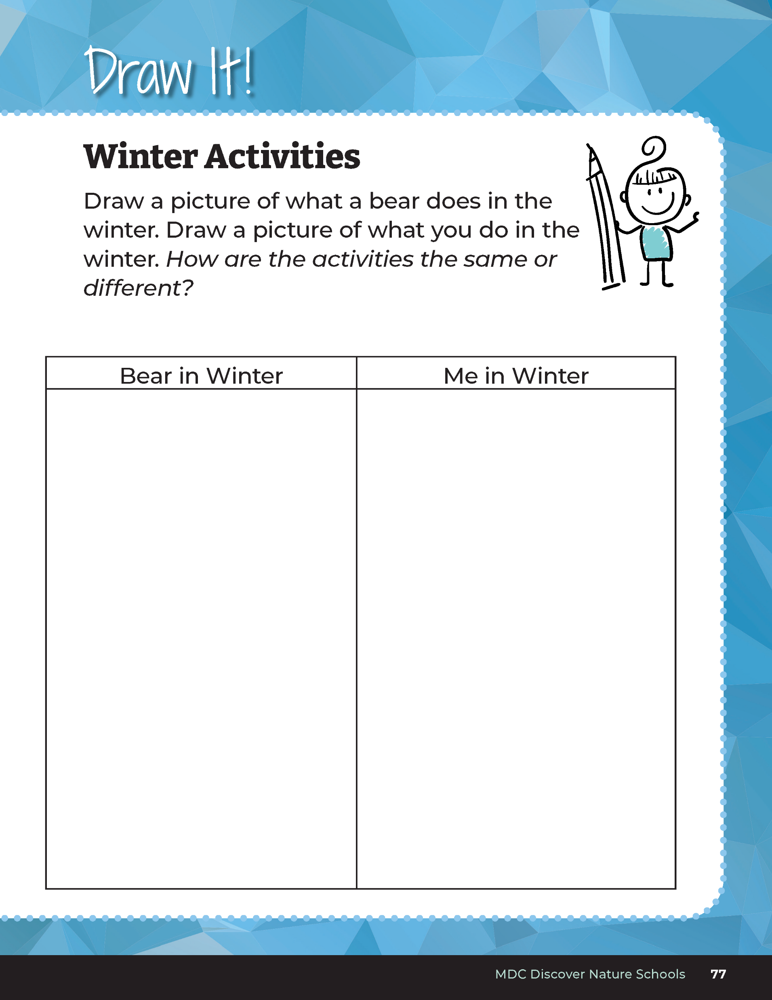 Draw It!
Winter Activities
Draw a picture of what a bear does in the
winter. Draw a picture of what you do in the
winter. How are the activities the same or
different?
Bear in Winter
Me in Winter
MDC Discover Nature Schools 77